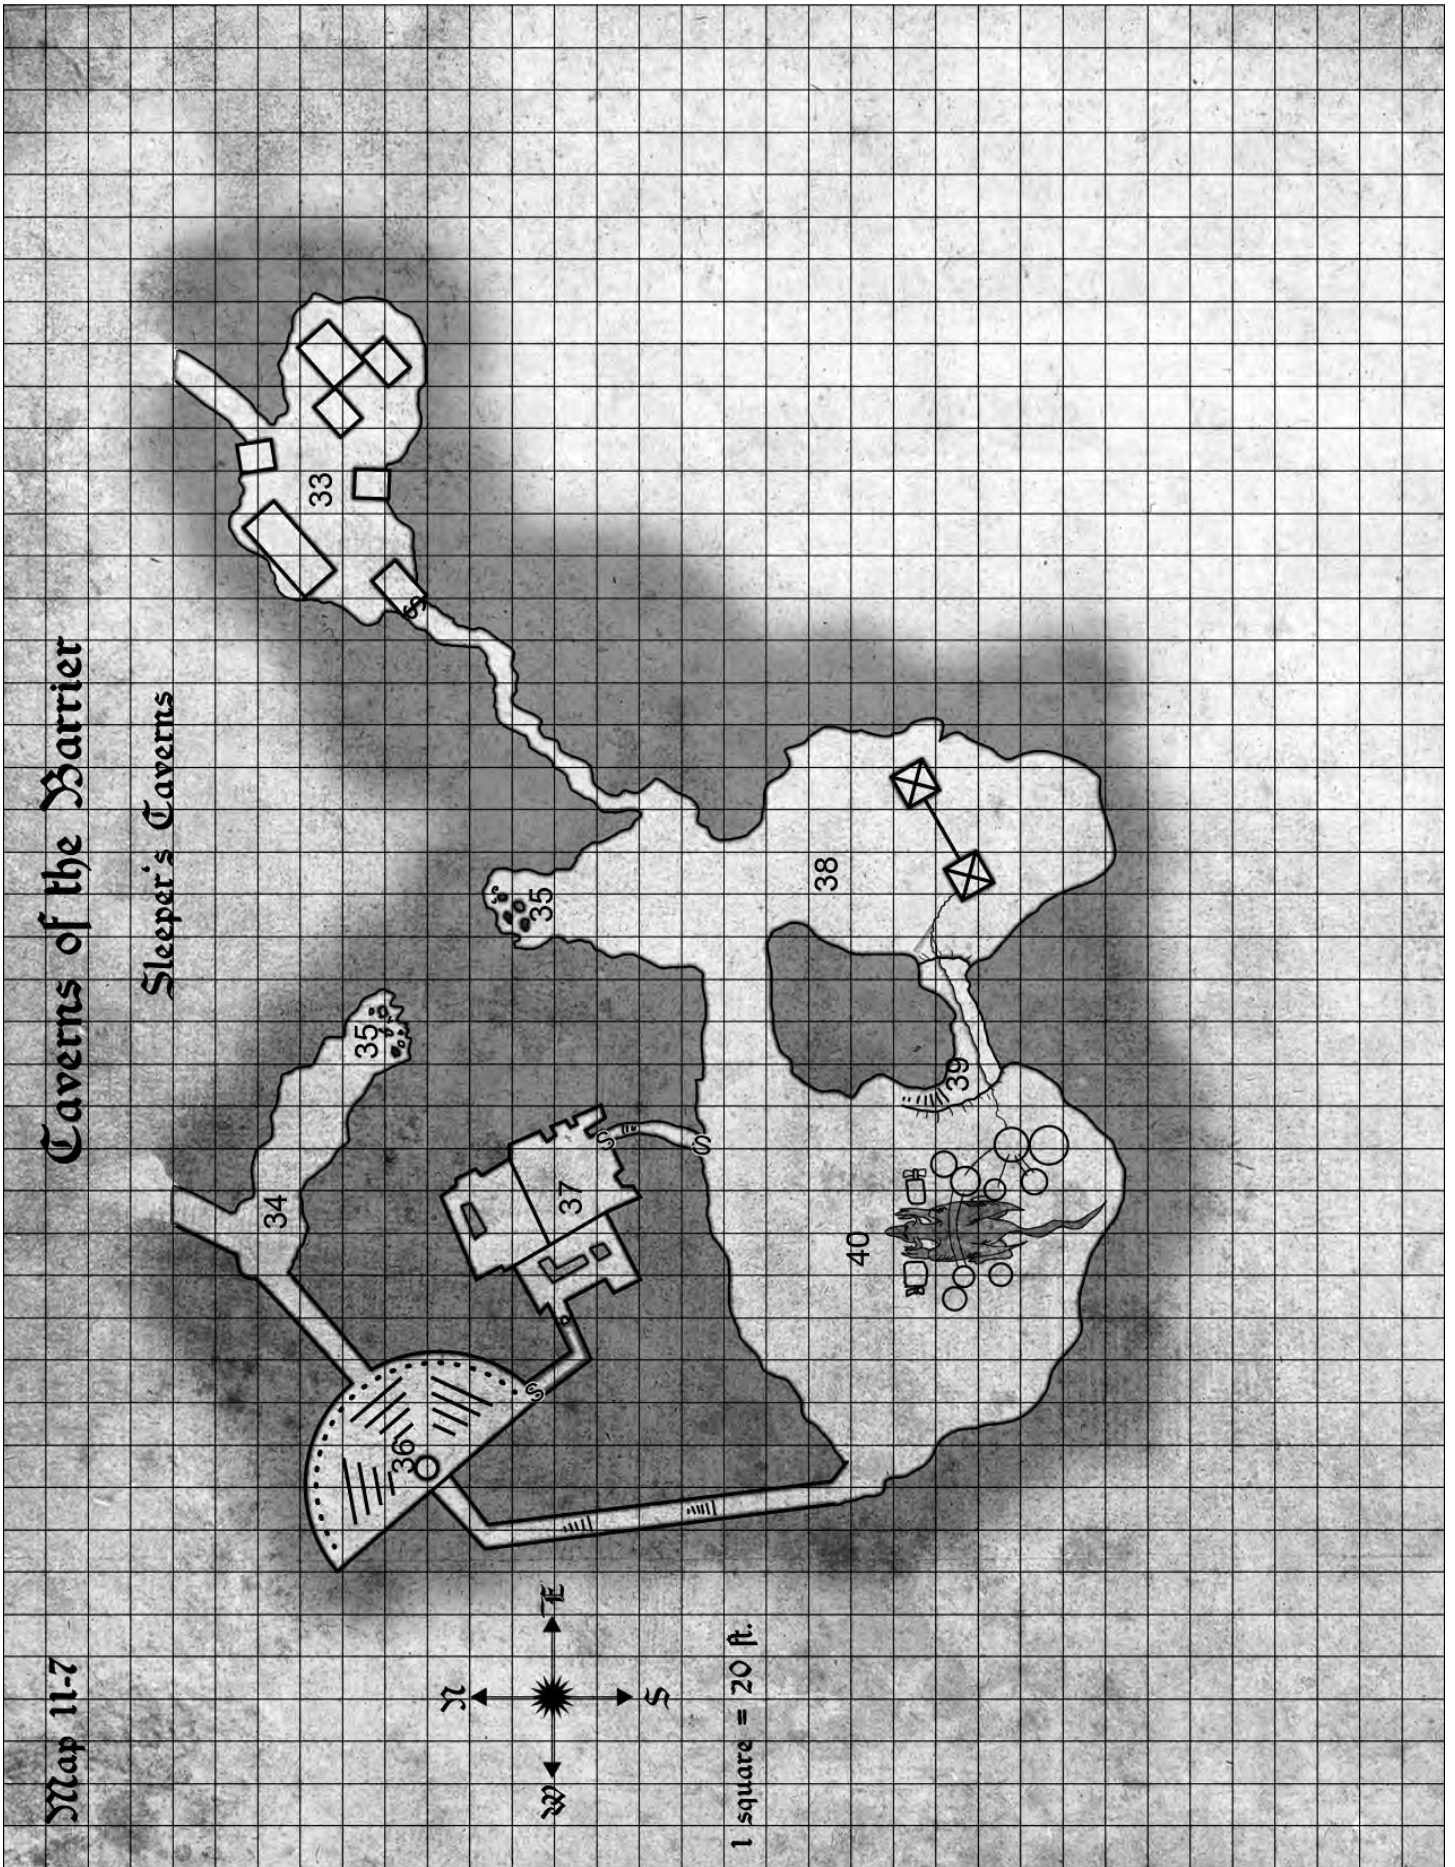 Map 11-7
Caverns of the Barrier
Sleeper's Caverns
33
34
35
35
36
37
38
39
40
S
S
S
S
N
W
E
S
1 square = 20 ft.